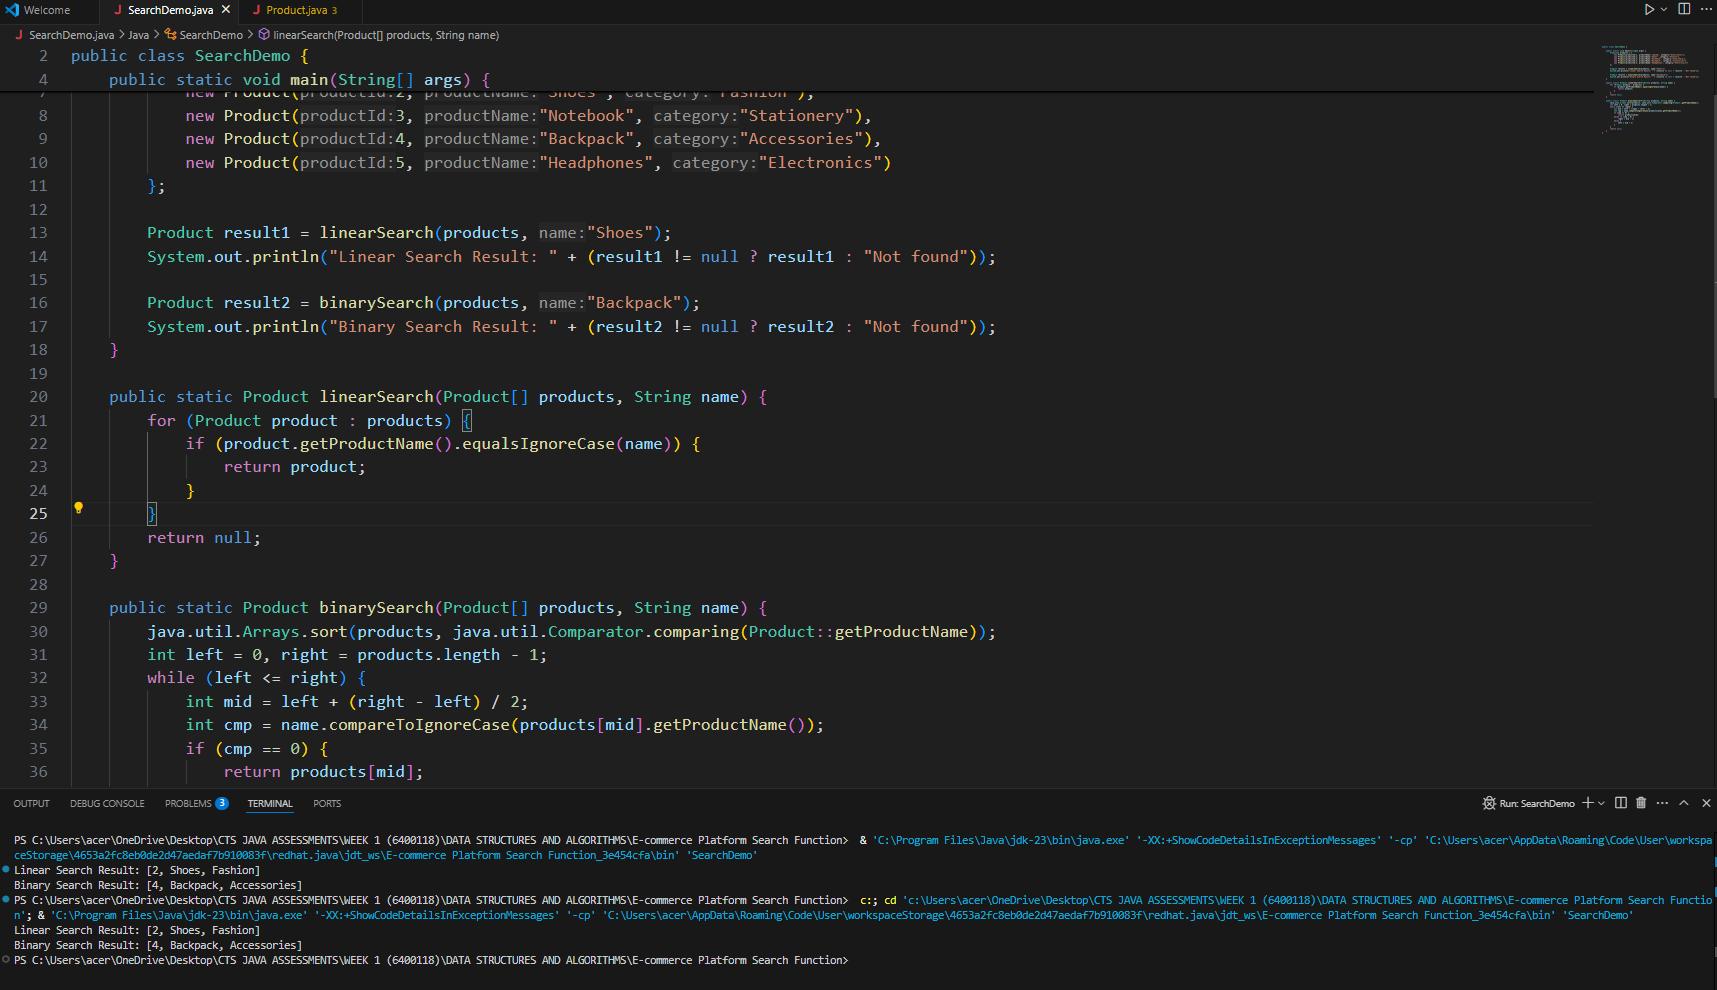 Welcome
SearchDemo.java
Product.java 3
SearchDemo.java > Java > SearchDemo > linearSearch(Product[] products, String name)
2 public class SearchDemo {
4 public static void main(String[] args) {
7 new Product(productId:2, productName:"Shoes", category:"Fashion"),
8 new Product(productId:3, productName:"Notebook", category:"Stationery"),
9 new Product(productId:4, productName:"Backpack", category:"Accessories"),
10 new Product(productId:5, productName:"Headphones", category:"Electronics")
11 };
12
13 Product result1 = linearSearch(products, name:"Shoes");
14 System.out.println("Linear Search Result: " + (result1 != null ? result1 : "Not found"));
15
16 Product result2 = binarySearch(products, name:"Backpack");
17 System.out.println("Binary Search Result: " + (result2 != null ? result2 : "Not found"));
18 }
19
20 public static Product linearSearch(Product[] products, String name) {
21 for (Product product : products) {
22 if (product.getProductName().equalsIgnoreCase(name)) {
23 return product;
24 }
25 }
26 return null;
27 }
28
29 public static Product binarySearch(Product[] products, String name) {
30 java.util.Arrays.sort(products, java.util.Comparator.comparing(Product::getProductName));
31 int left = 0, right = products.length - 1;
32 while (left <= right) {
33 int mid = left + (right - left) / 2;
34 int cmp = name.compareToIgnoreCase(products[mid].getProductName());
35 if (cmp == 0) {
36 return products[mid];
OUTPUT DEBUG CONSOLE PROBLEMS 3 TERMINAL PORTS
Run: SearchDemo
PS C:\Users\acer\OneDrive\Desktop\CTS JAVA ASSESSMENTS\WEEK 1 (6400118)\DATA STRUCTURES AND ALGORITHMS\E-commerce Platform Search Function> & 'C:\Program Files\Java\jdk-23\bin\java.exe' '-XX:+ShowCodeDetailsInExceptionMessages' '-cp' 'C:\Users\acer\AppData\Roaming\Code\User\workspa
ceStorage\4653a2fc8eb0de2d47aedaf7b910083f\redhat.java\jdt_ws\E-commerce Platform Search Function_3e454cfa\bin' 'SearchDemo'
Linear Search Result: [2, Shoes, Fashion]
Binary Search Result: [4, Backpack, Accessories]
PS C:\Users\acer\OneDrive\Desktop\CTS JAVA ASSESSMENTS\WEEK 1 (6400118)\DATA STRUCTURES AND ALGORITHMS\E-commerce Platform Search Function> c:; cd 'c:\Users\acer\OneDrive\Desktop\CTS JAVA ASSESSMENTS\WEEK 1 (6400118)\DATA STRUCTURES AND ALGORITHMS\E-commerce Platform Search Functio
n'; & 'C:\Program Files\Java\jdk-23\bin\java.exe' '-XX:+ShowCodeDetailsInExceptionMessages' '-cp' 'C:\Users\acer\AppData\Roaming\Code\User\workspaceStorage\4653a2fc8eb0de2d47aedaf7b910083f\redhat.java\jdt_ws\E-commerce Platform Search Function_3e454cfa\bin' 'SearchDemo'
Linear Search Result: [2, Shoes, Fashion]
Binary Search Result: [4, Backpack, Accessories]
PS C:\Users\acer\OneDrive\Desktop\CTS JAVA ASSESSMENTS\WEEK 1 (6400118)\DATA STRUCTURES AND ALGORITHMS\E-commerce Platform Search Function>